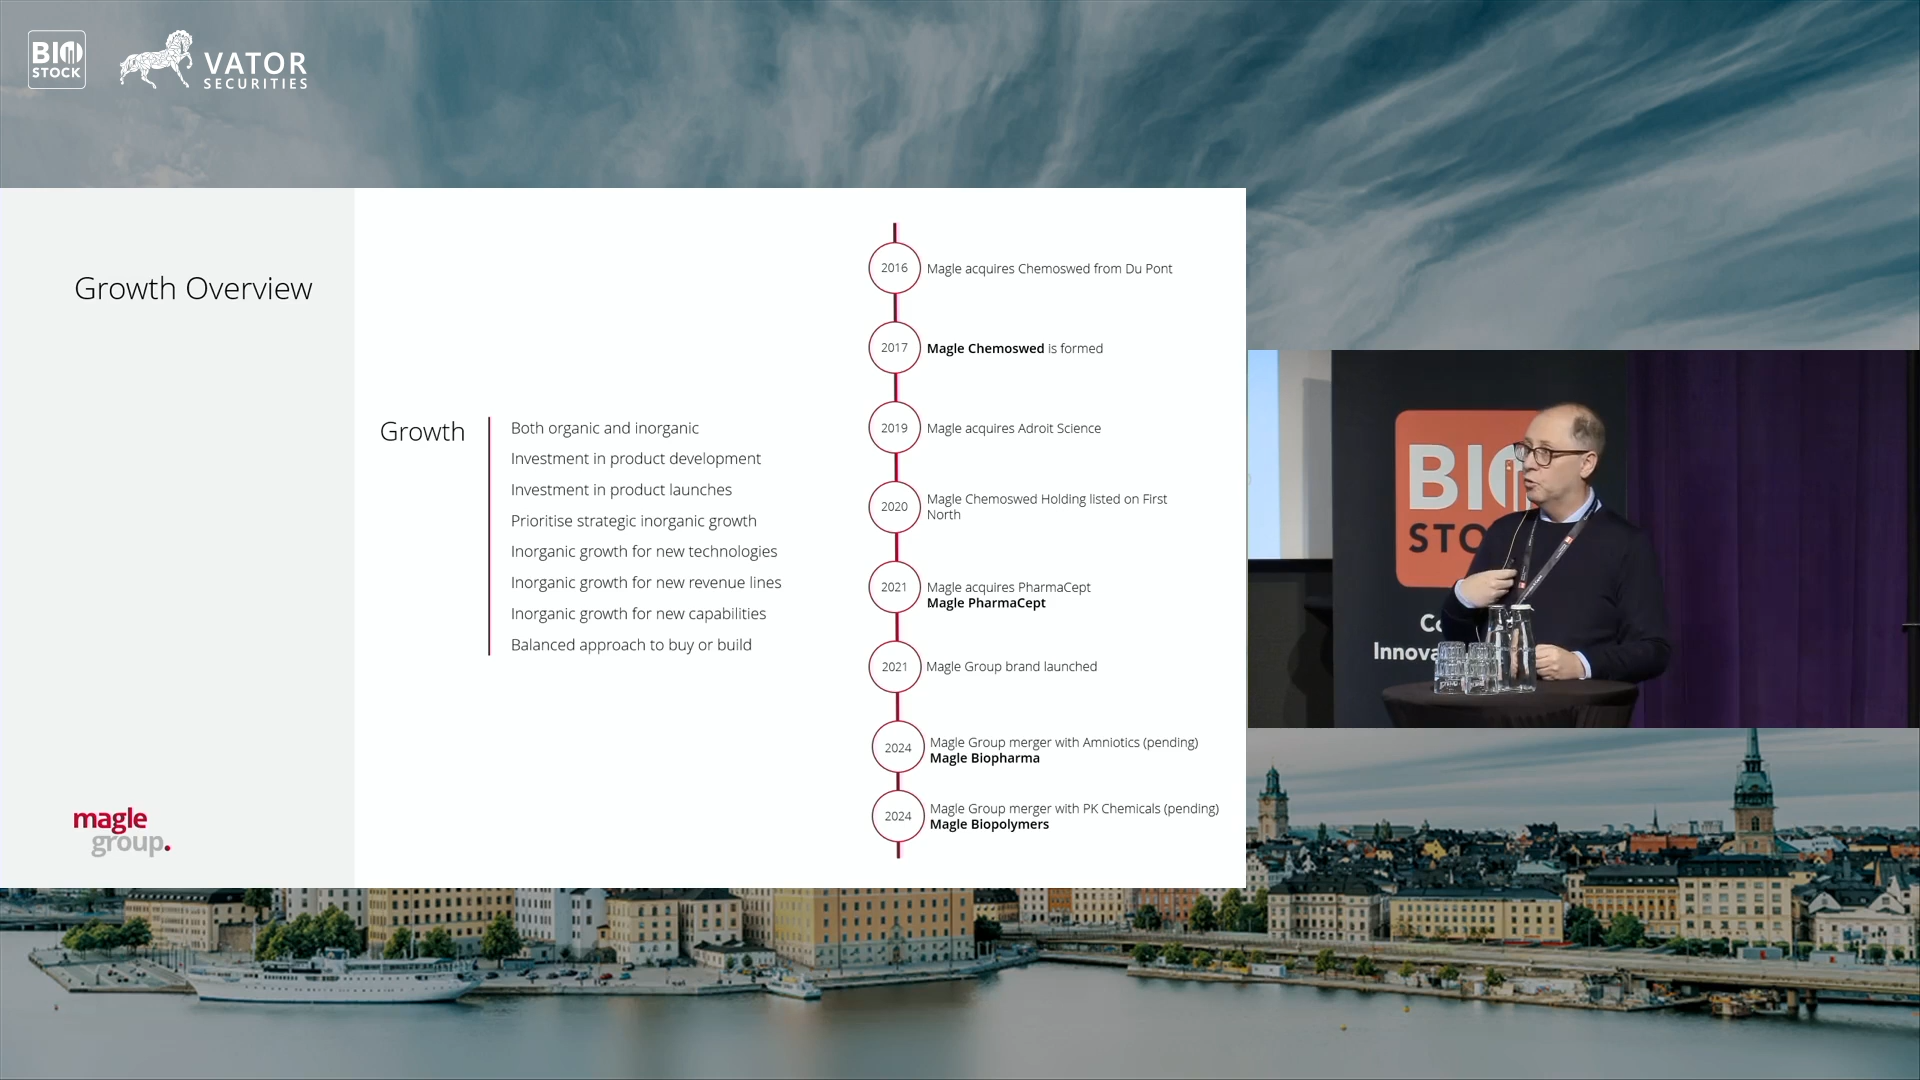 BIO
STOCK
VATOR
SECURITIES
Growth Overview
Growth
Both organic and inorganic
Investment in product development
Investment in product launches
Prioritise strategic inorganic growth
Inorganic growth for new technologies
Inorganic growth for new revenue lines
Inorganic growth for new capabilities
Balanced approach to buy or build
2016
Magle acquires Chemoswed from Du Pont
2017
Magle Chemoswed is formed
2019
Magle acquires Adroit Science
2020
Magle Chemoswed Holding listed on First
North
2021
Magle acquires PharmaCept
Magle PharmaCept
2021
Magle Group brand launched
2024
Magle Group merger with Amniotics (pending)
Magle Biopharma
2024
Magle Group merger with PK Chemicals (pending)
Magle Biopolymers
magle
group.
BIO
STO
Co
Innova